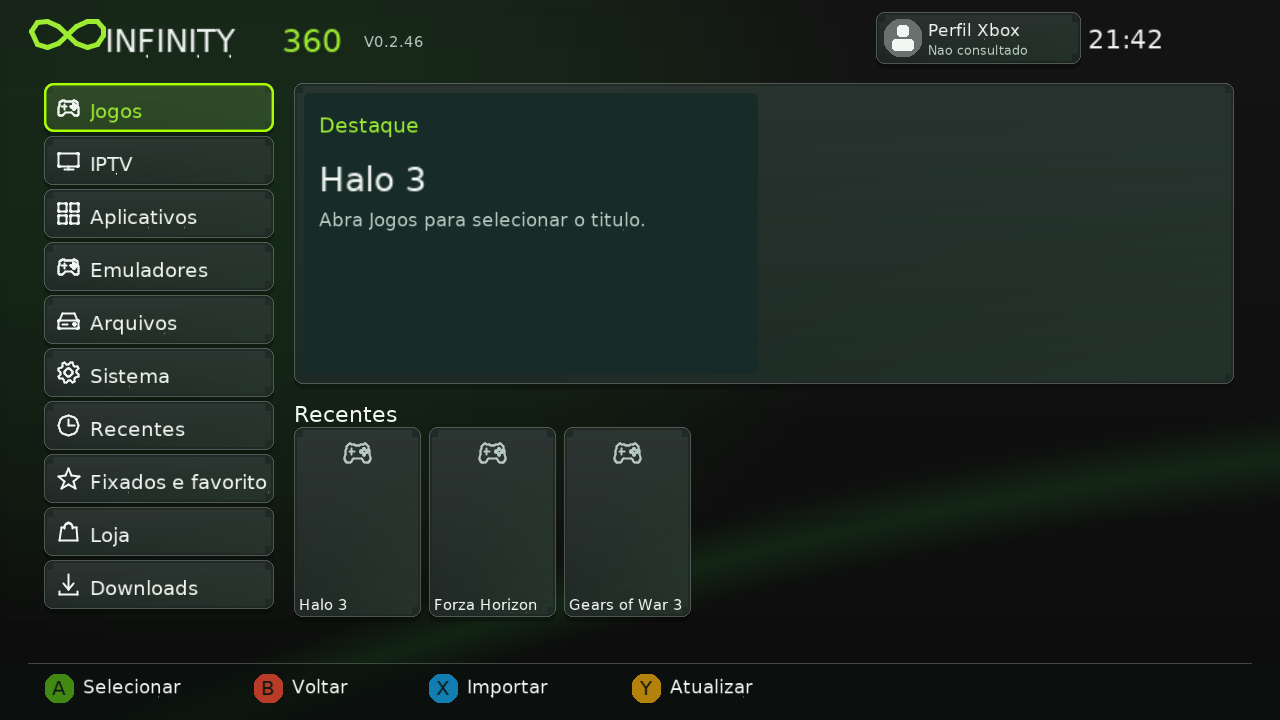 INFINITY 360 V0.2.46
Perfil Xbox
Nao consultado
21:42
Jogos
IPTV
Aplicativos
Emuladores
Arquivos
Sistema
Recentes
Fixados e favorito
Loja
Downloads
Destaque
Halo 3
Abra Jogos para selecionar o titulo.
Recentes
Halo 3
Forza Horizon
Gears of War 3
A Selecionar
B Voltar
X Importar
Y Atualizar